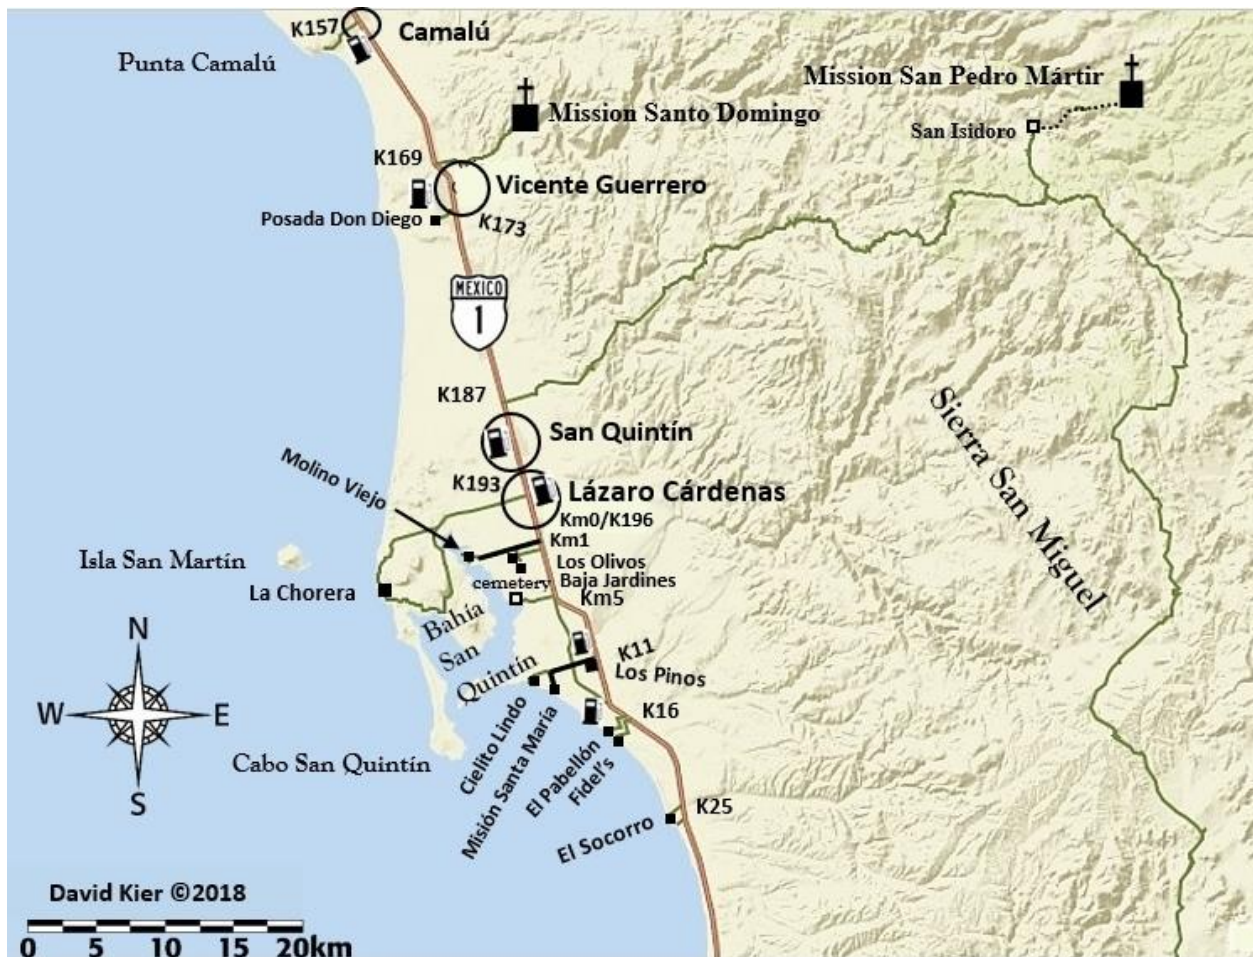 K157
Camalú
Punta Camalú
Mission San Pedro Mártir
Mission Santo Domingo
San Isidoro
K169
Vicente Guerrero
Posada Don Diego
K173
MEXICO
1
K187
San Quintín
Molino Viejo
K193
Lázaro Cárdenas
Km0/K196
Km1
Isla San Martín
Los Olivos
Baja Jardines
cemetery
La Chorera
Km5
Sierra San Miguel
Bahía
San
Quintín
K11
Los Pinos
N
W
E
S
K16
Cielito Lindo
Misión Santa María
El Pabellón
Fidel's
Cabo San Quintín
K25
El Socorro
David Kier ©2018
0 5 10 15 20km